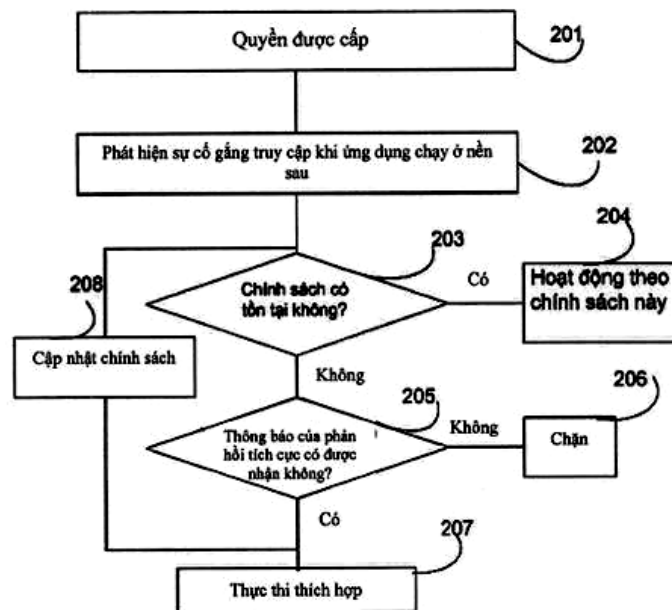 Quyền được cấp
201
Phát hiện sự cố gắng truy cập khi ứng dụng chạy ở nền
sau
202
203
204
Chính sách có
tồn tại không?
Có
Hoạt động theo
chính sách này
208
Cập nhật chính sách
Không
205
206
Thông báo của phản
hồi tích cực có được
nhận không?
Không
Chặn
Có
207
Thực thi thích hợp